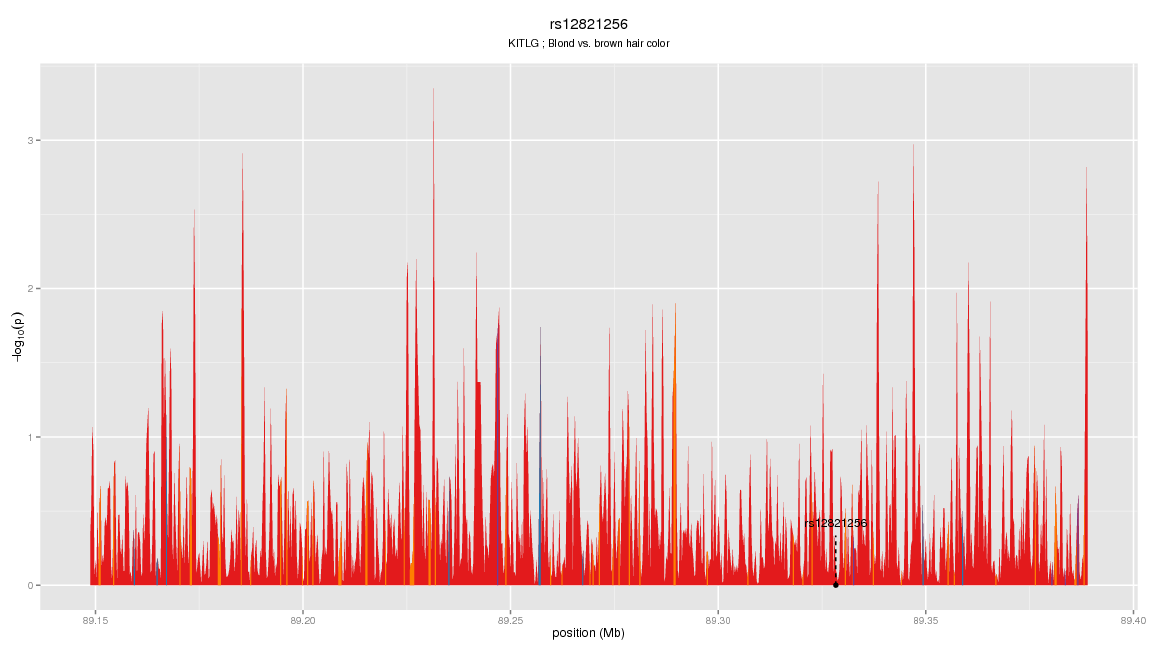 rs12821256
KITLG ; Blond vs. brown hair color
−log10(p)
3
2
1
0
rs12821256
89.15 89.20 89.25 89.30 89.35 89.40
position (Mb)